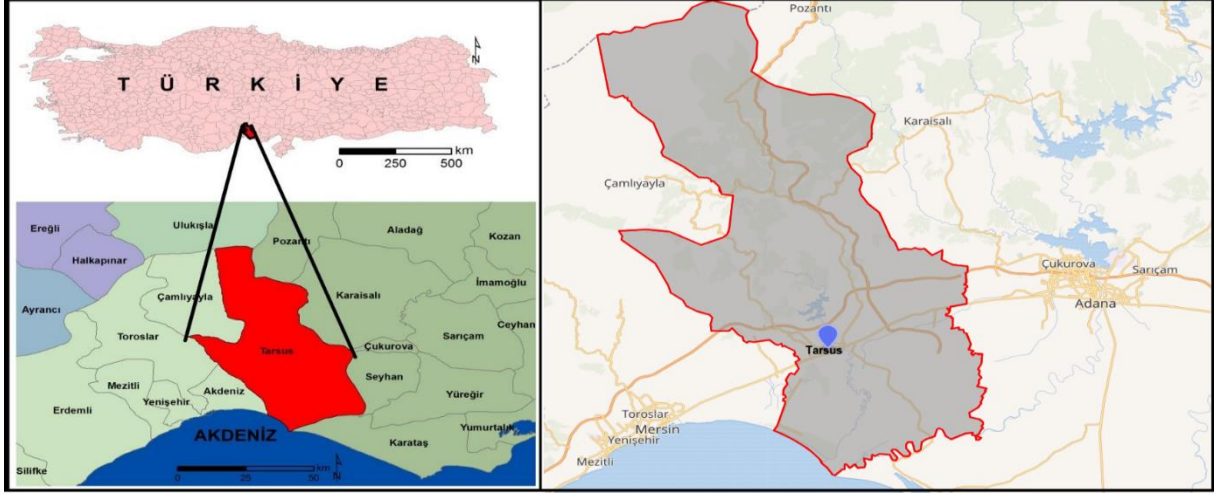 T Ü R K İ Y E
N
0 250 500
km
Ereğli
Halkapınar
Ulukışla
Pozantı
Aladağ
Kozan
İmamoğlu
Ayrancı
Çamlıyayla
Karaisalı
Toroslar
Tarsus
Çukurova
Sarıçam
Ceyhan
Mezitli
Yenişehir
Akdeniz
Seyhan
Yüreğir
Erdemli
AKDENİZ
Karataş
Yumurtalık
Silifke
0 25 50
km
N
Pozantı
Karaisalı
Çamlıyayla
Çukurova
Sarıçam
Adana
Tarsus
Toroslar
Mersin
Yenişehir
Mezitli